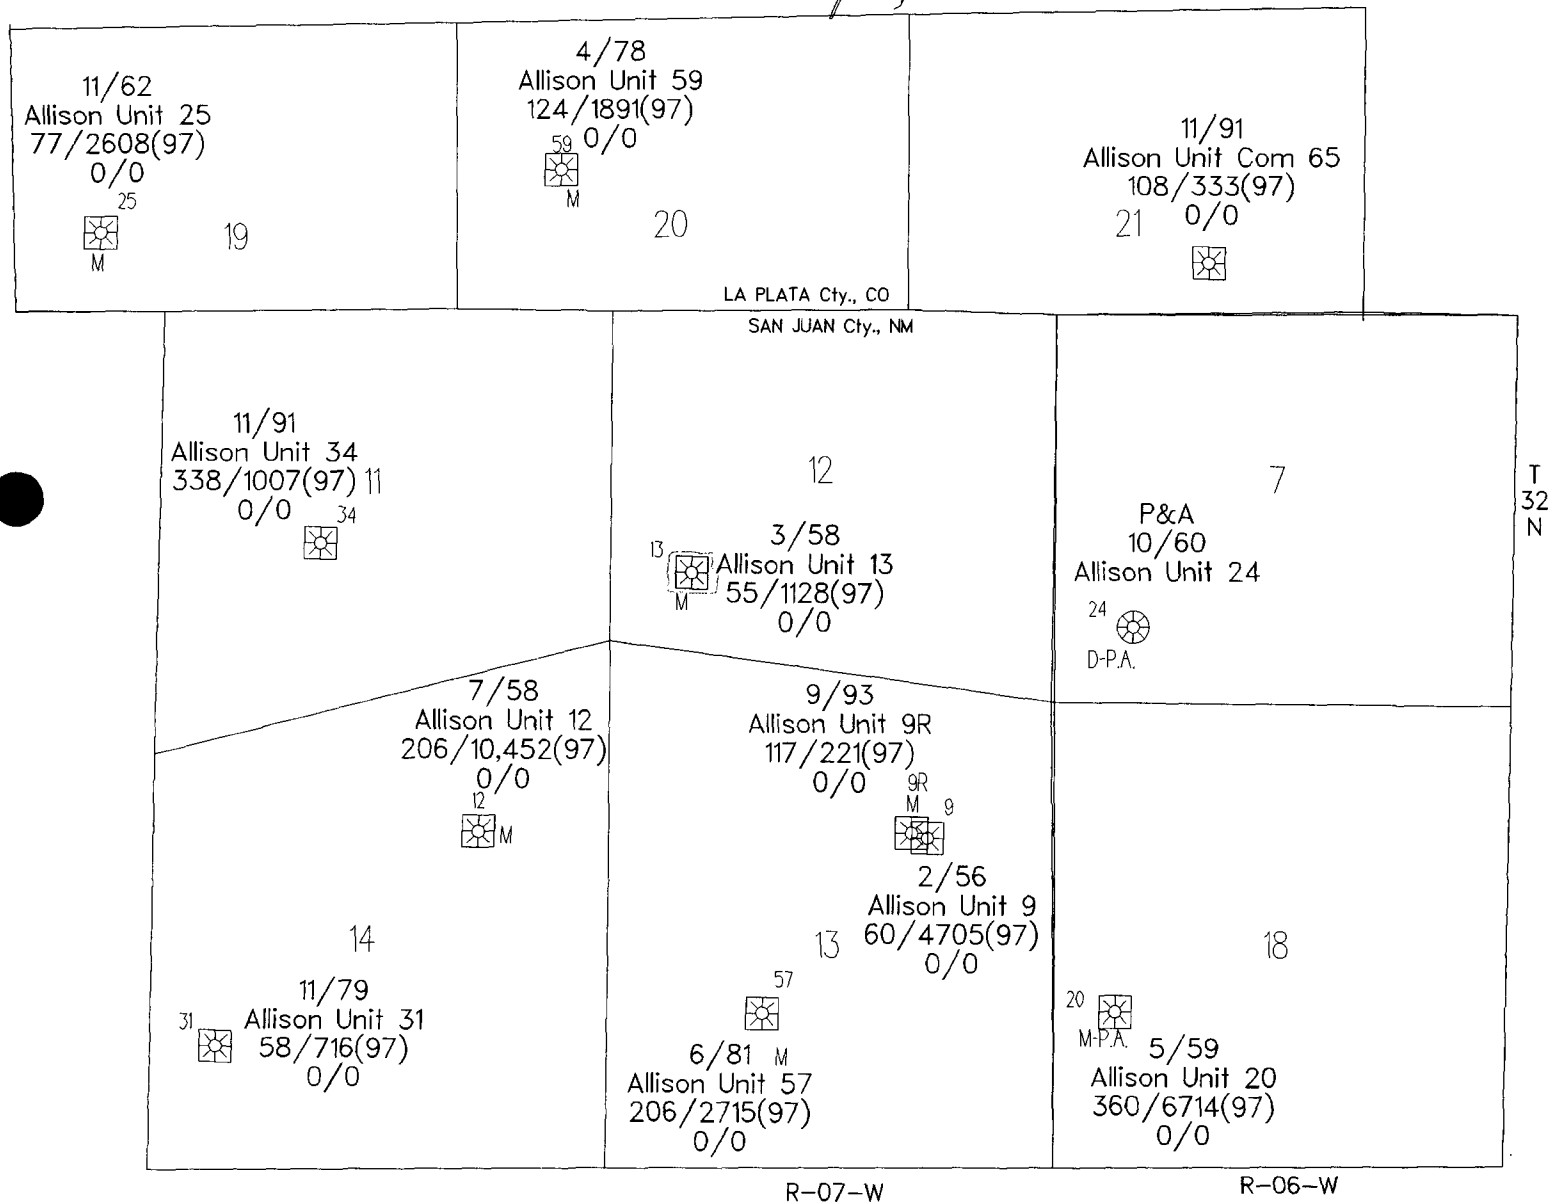 11/62
Allison Unit 25
77/2608(97)
0/0
25
M
19
4/78
Allison Unit 59
124/1891(97)
0/0
59
M
20
11/91
Allison Unit Com 65
108/333(97)
0/0
21
LA PLATA Cty., CO
SAN JUAN Cty., NM
11/91
Allison Unit 34
338/1007(97)
11
0/0
34
12
3/58
13
Allison Unit 13
55/1128(97)
M
0/0
7
P&A
10/60
Allison Unit 24
24
D-P.A.
T
32
N
7/58
Allison Unit 12
206/10,452(97)
0/0
12
M
14
11/79
31
Allison Unit 31
58/716(97)
0/0
9/93
Allison Unit 9R
117/221(97)
0/0
9R
M
9
2/56
Allison Unit 9
60/4705(97)
0/0
13
57
6/81 M
Allison Unit 57
206/2715(97)
0/0
18
20
M-P.A.
5/59
Allison Unit 20
360/6714(97)
0/0
R-07-W
R-06-W